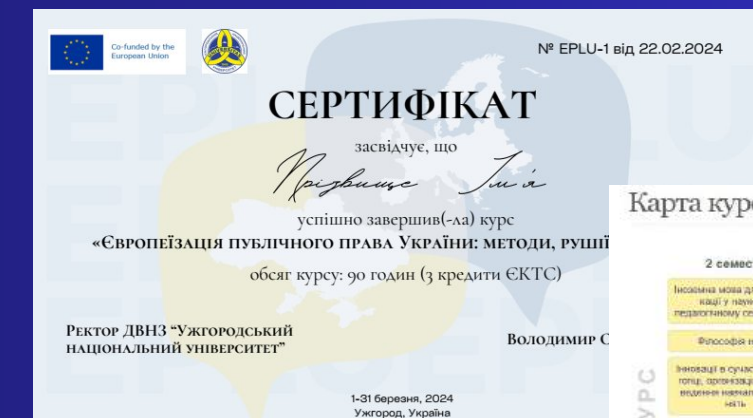 Co-funded by the
European Union
№ EPLU-1 від 22.02.2024
СЕРТИФІКАТ
засвідчує, що
Прізвище Ім'я
успішно завершив(-ла) курс
«Європеїзація публічного права України: методи, рушії
обсяг курсу: 90 годин (3 кредити ЄКТС)
Ректор ДВНЗ “Ужгородський
національний університет”
Володимир С
1-31 березня, 2024
Ужгород, Україна
Карта курс
2 семес
Іноземна мова
Філософія